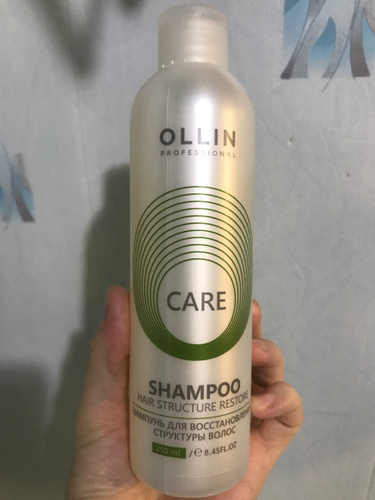 OLLIN
PROFESSIONAL
CARE
SHAMPOO
HAIR STRUCTURE RESTORE
ШАМПУНЬ ДЛЯ ВОССТАНОВЛЕНИЯ
СТРУКТУРЫ ВОЛОС
250 ml / ℮ 8.45FL.OZ